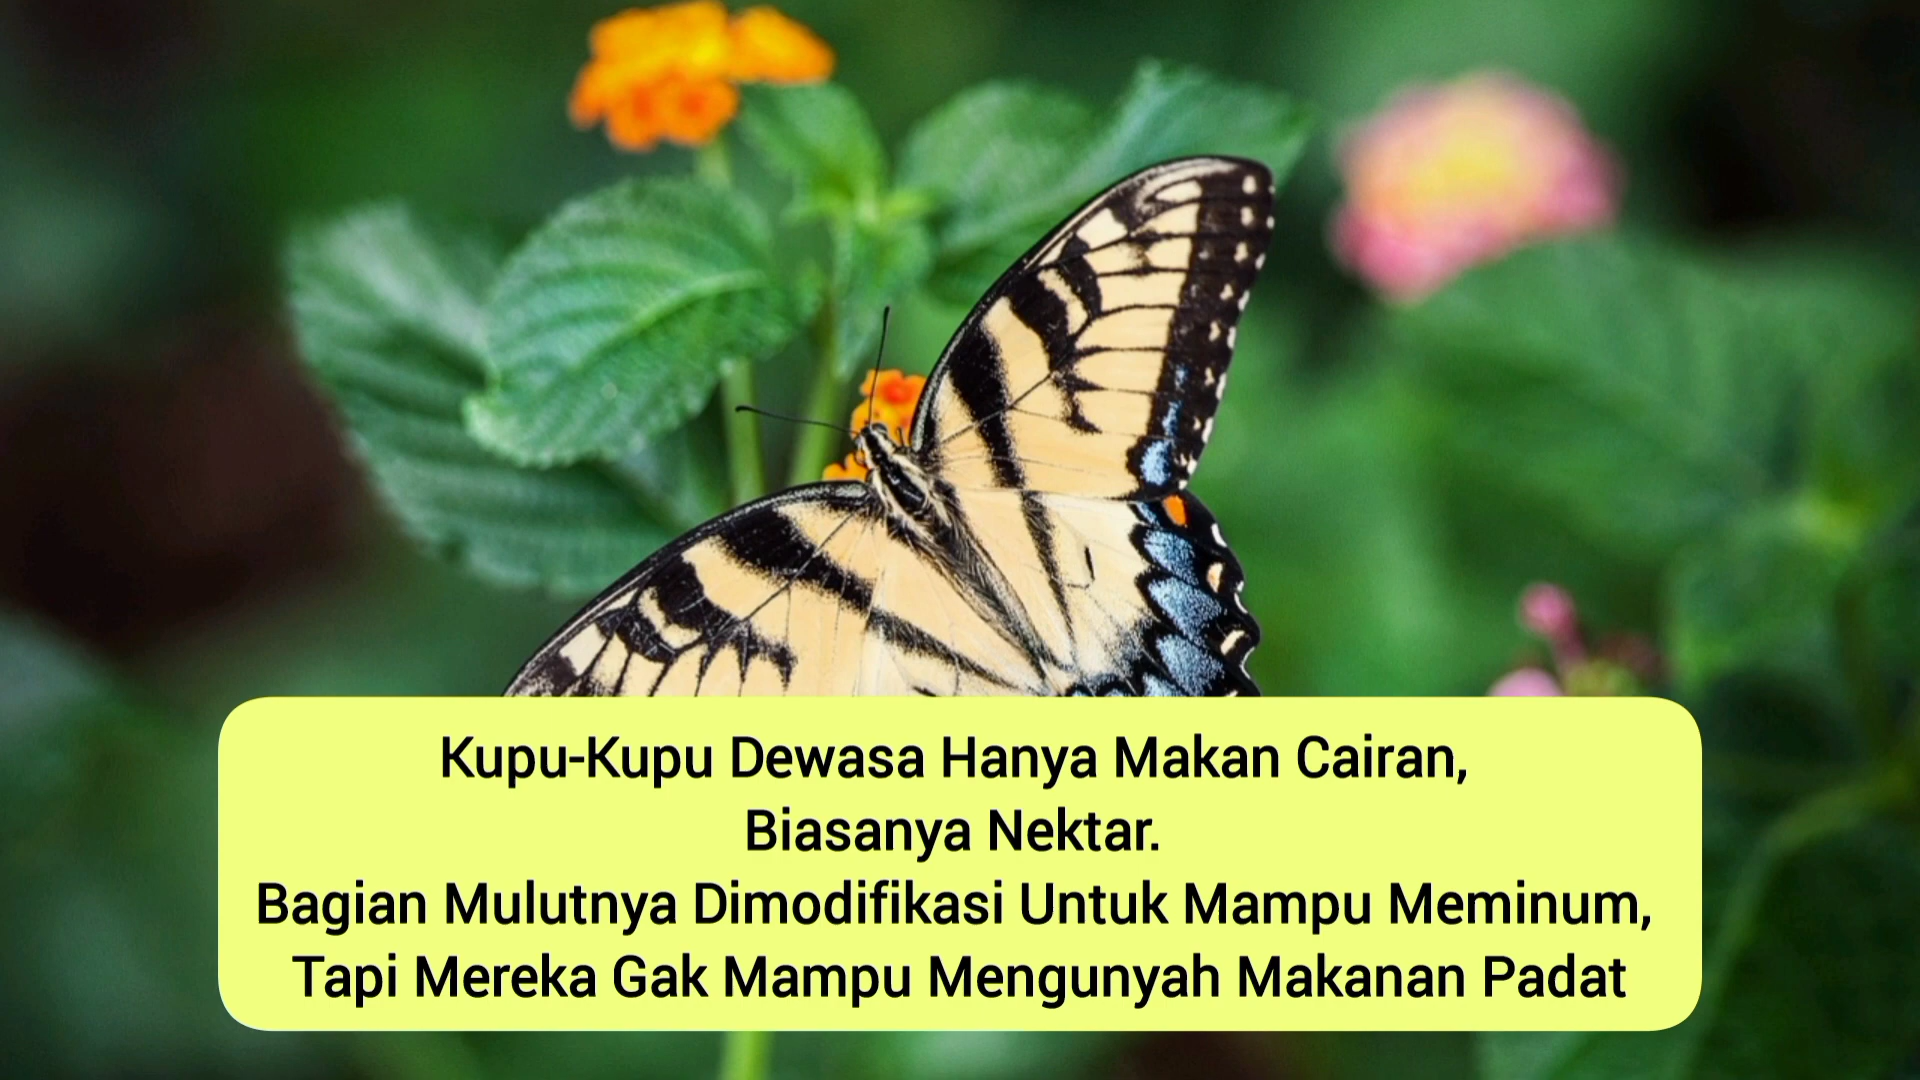 Kupu-Kupu Dewasa Hanya Makan Cairan,
Biasanya Nektar.
Bagian Mulutnya Dimodifikasi Untuk Mampu Meminum,
Tapi Mereka Gak Mampu Mengunyah Makanan Padat